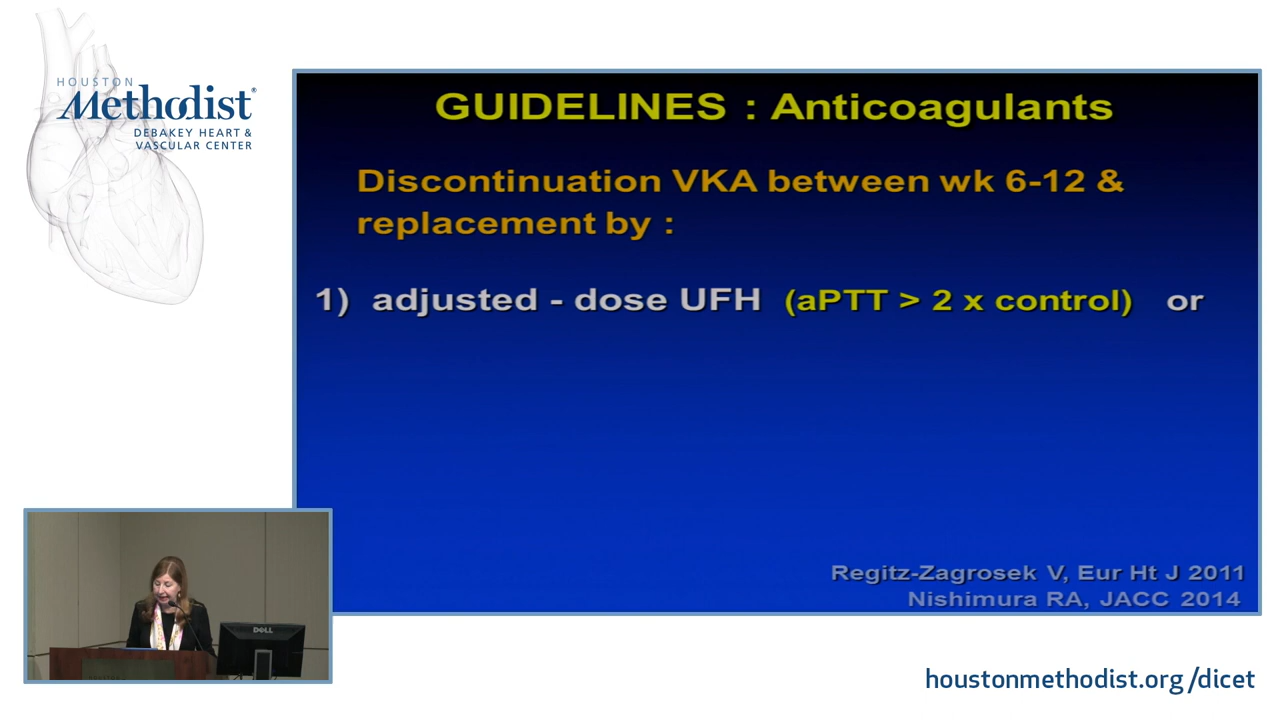 HOUSTON
Methodist®
DEBAKEY HEART &
VASCULAR CENTER
GUIDELINES : Anticoagulants
Discontinuation VKA between wk 6-12 &
replacement by :
1) adjusted - dose UFH (aPTT > 2 x control) or
Regitz-Zagrosek V, Eur Ht J 2011
Nishimura RA, JACC 2014
DELL
houstonmethodist.org/dicet